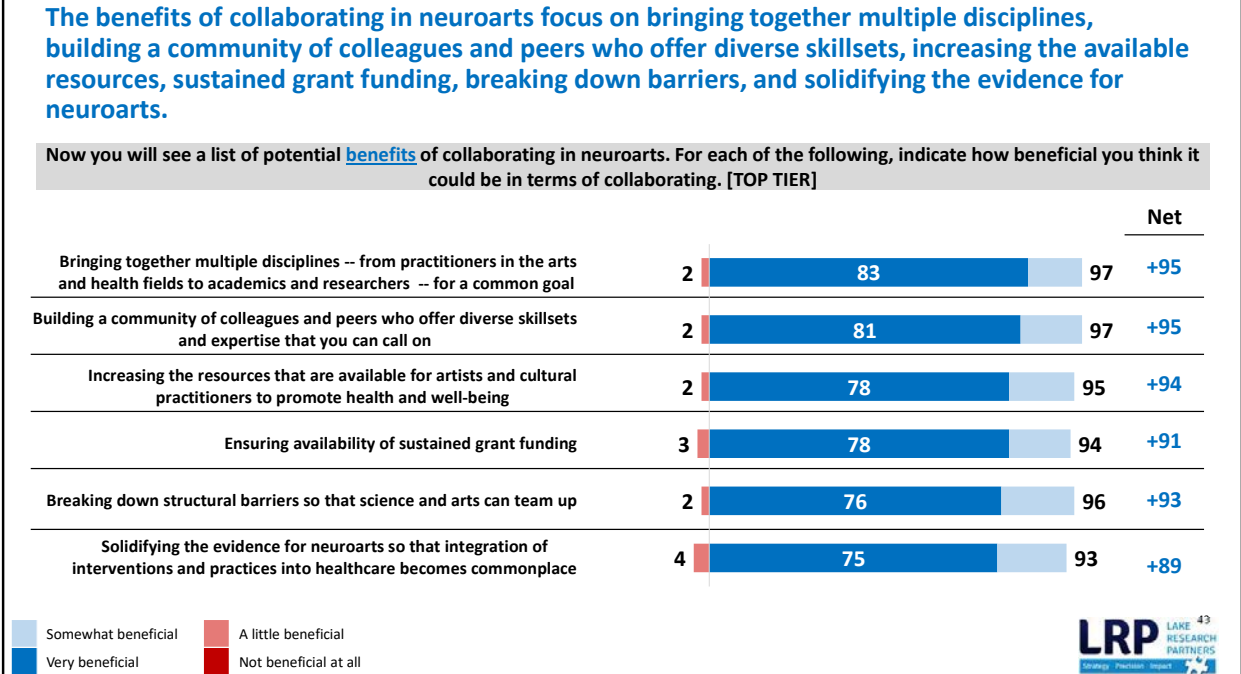 The benefits of collaborating in neuroarts focus on bringing together multiple disciplines,
building a community of colleagues and peers who offer diverse skillsets, increasing the available
resources, sustained grant funding, breaking down barriers, and solidifying the evidence for
neuroarts.
Now you will see a list of potential benefits of collaborating in neuroarts. For each of the following, indicate how beneficial you think it
could be in terms of collaborating. [TOP TIER]
Net
Bringing together multiple disciplines -- from practitioners in the arts
and health fields to academics and researchers -- for a common goal
2 83 97 +95
Building a community of colleagues and peers who offer diverse skillsets
and expertise that you can call on
2 81 97 +95
Increasing the resources that are available for artists and cultural
practitioners to promote health and well-being
2 78 95 +94
Ensuring availability of sustained grant funding 3 78 94 +91
Breaking down structural barriers so that science and arts can team up 2 76 96 +93
Solidifying the evidence for neuroarts so that integration of
interventions and practices into healthcare becomes commonplace
4 75 93 +89
Somewhat beneficial A little beneficial
Very beneficial Not beneficial at all
43
LRP LAKE
RESEARCH
PARTNERS
Strategy Precision Impact